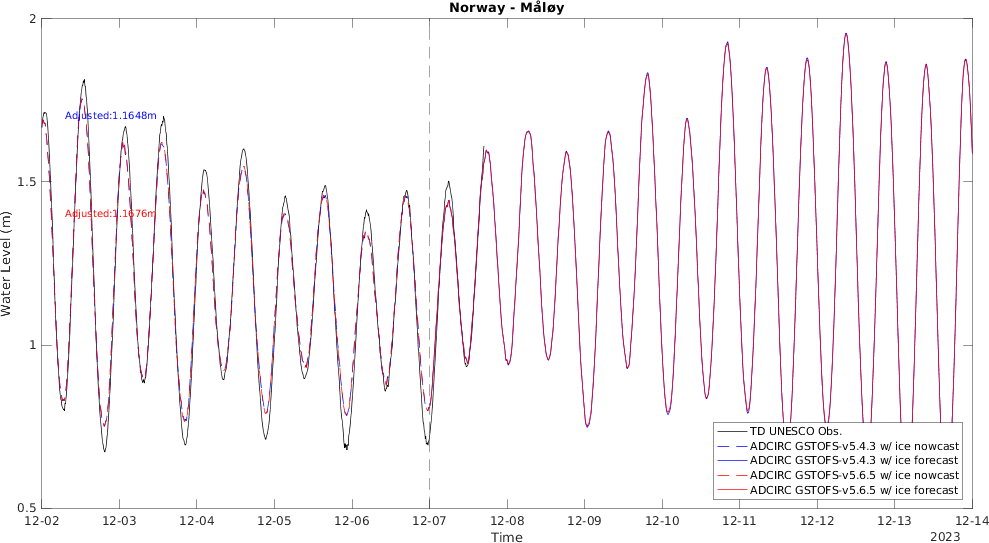 Norway - Måløy
2
1.5
1
0.5
Water Level (m)
Adjusted:1.1648m
Adjusted:1.1676m
TD UNESCO Obs.
ADCIRC GSTOFS-v5.4.3 w/ ice nowcast
ADCIRC GSTOFS-v5.4.3 w/ ice forecast
ADCIRC GSTOFS-v5.6.5 w/ ice nowcast
ADCIRC GSTOFS-v5.6.5 w/ ice forecast
12-02 12-03 12-04 12-05 12-06 12-07 12-08 12-09 12-10 12-11 12-12 12-13 12-14
Time
2023